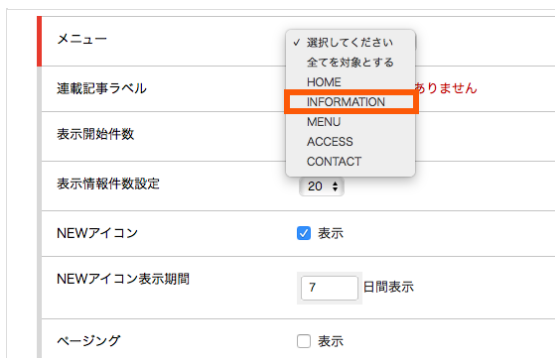 メニュー
✓ 選択してください
全てを対象とする
HOME
INFORMATION
MENU
ACCESS
CONTACT
連載記事ラベル
ありません
表示開始件数
表示情報件数設定
20
NEWアイコン
表示
NEWアイコン表示期間
7 日間表示
ページング
表示